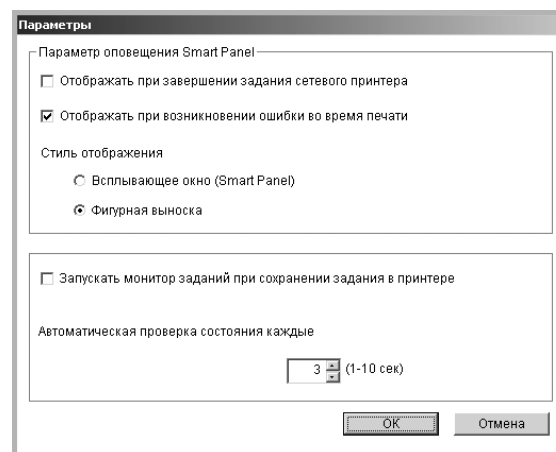 Параметры
Параметр оповещения Smart Panel
Отображать при завершении задания сетевого принтера
Отображать при возникновении ошибки во время печати
Стиль отображения
Всплывающее окно (Smart Panel)
Фигурная выноска
Запускать монитор заданий при сохранении задания в принтере
Автоматическая проверка состояния каждые
3 (1-10 сек)
OK Отмена